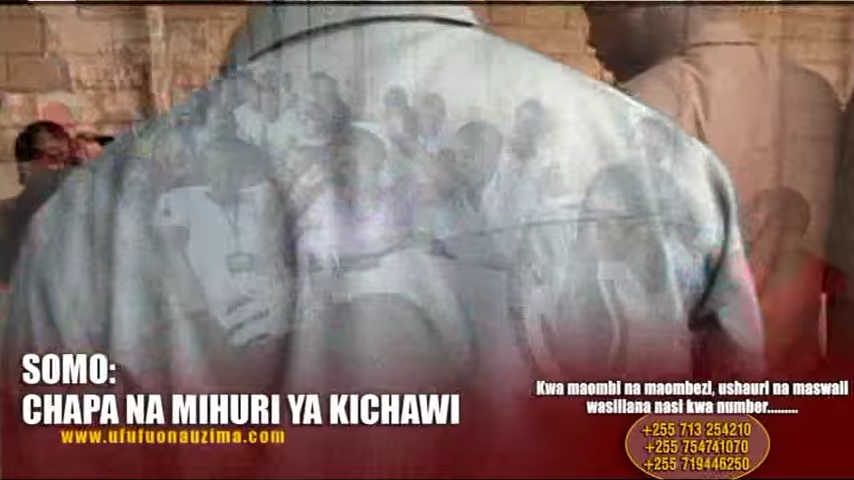 SOMO:
CHAPA NA MIHURI YA KICHAWI
www.ufufuonauzima.com
Kwa maombi na maombezi, ushauri na maswali
wasiliana nasi kwa number.........
+255 713 254210
+255 754741070
+255 719446250